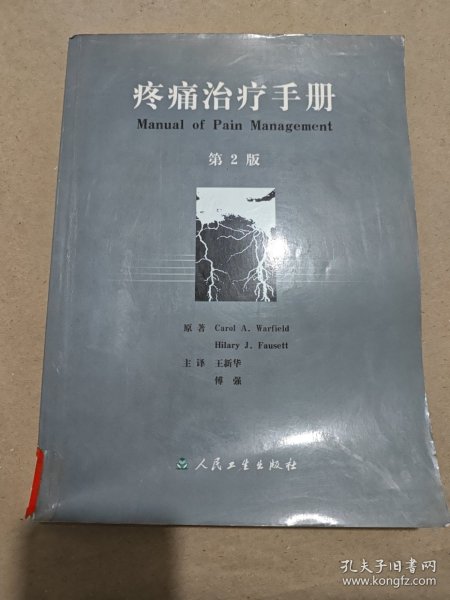 疼痛治疗手册
Manual of Pain Management
第2版
原著 Carol A. Warfield
Hilary J. Fausett
主译 王新华
傅强
人民卫生出版社
孔夫子旧书网
www.kongfz.com